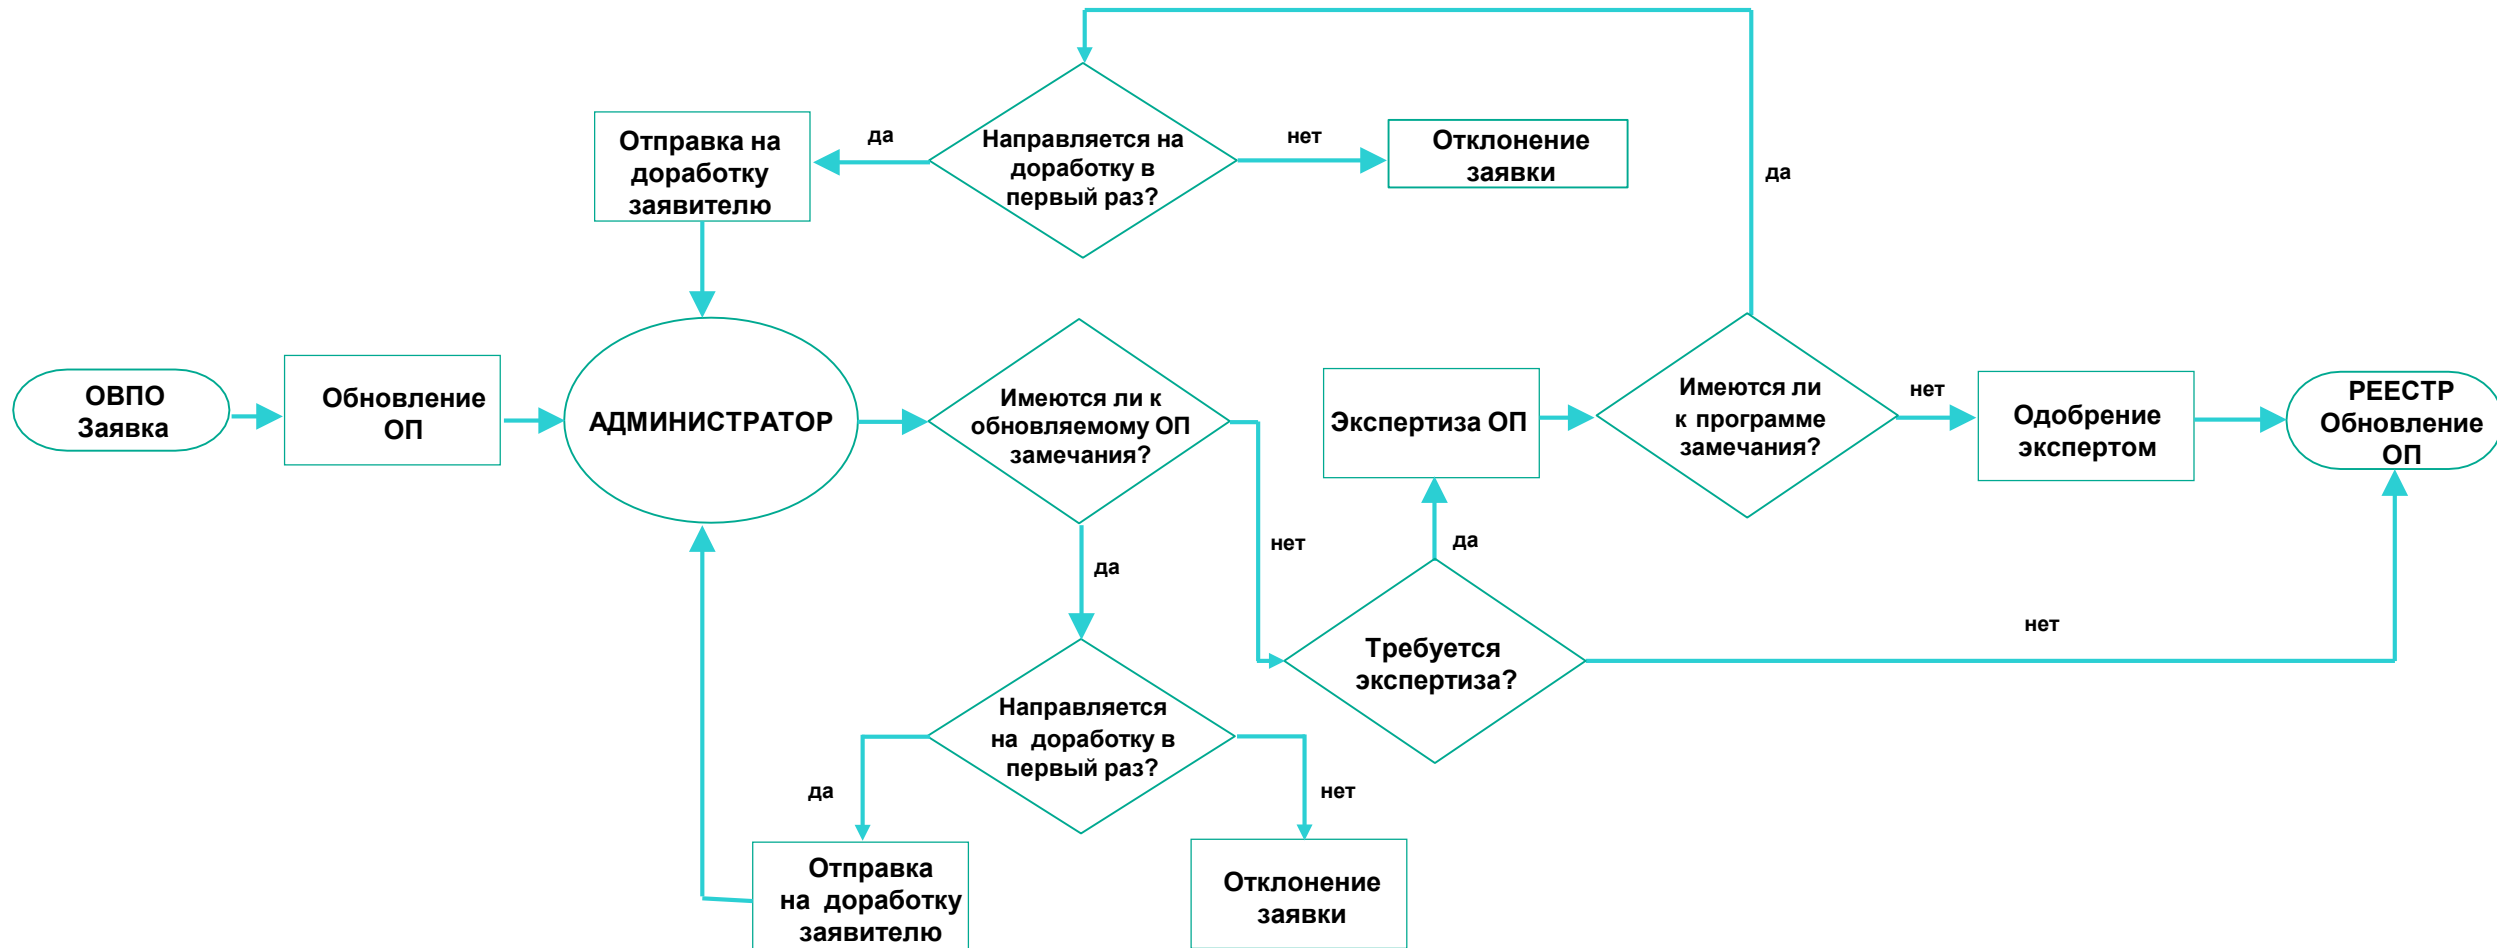 Отправка на
доработку
заявителю
да
Направляется на
доработку в
первый раз?
нет
Отклонение
заявки
да
ОВПО
Заявка
Обновление
ОП
АДМИНИСТРАТОР
Имеются ли к
обновляемому ОП
замечания?
Экспертиза ОП
Имеются ли
к программе
замечания?
нет
Одобрение
экспертом
РЕЕСТР
Обновление
ОП
да
нет
да
Требуется
экспертиза?
нет
Направляется
на доработку в
первый раз?
да
нет
Отправка
на доработку
заявителю
Отклонение
заявки